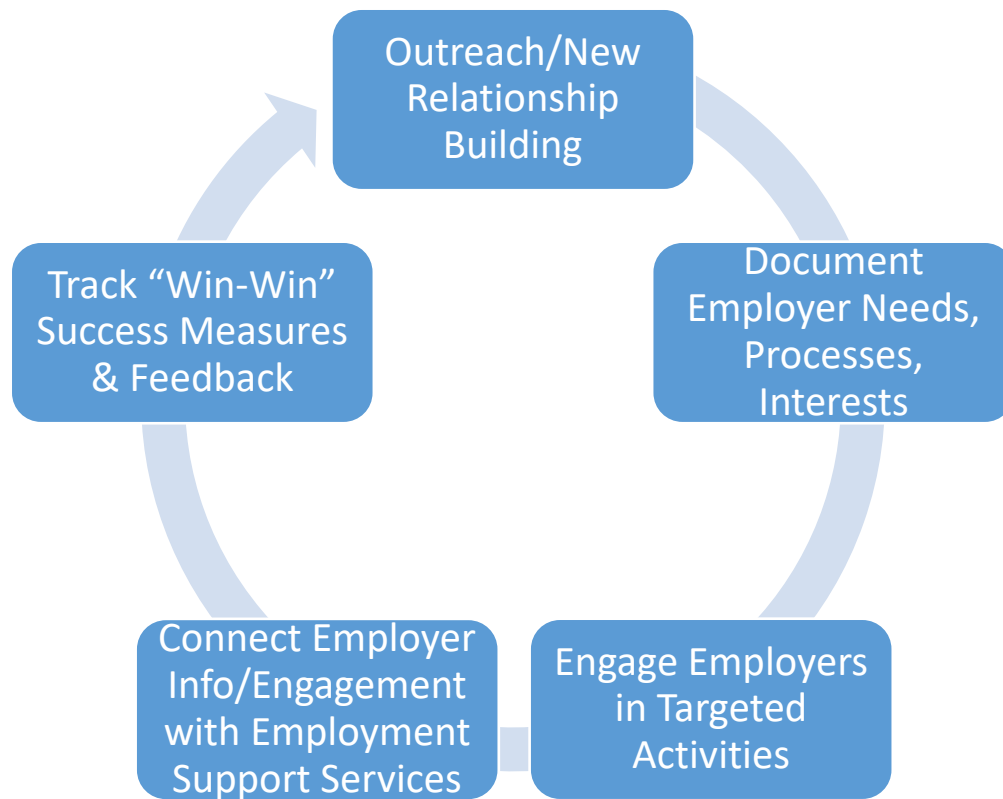 Outreach/New
Relationship
Building
Document
Employer Needs,
Processes,
Interests
Engage Employers
in Targeted
Activities
Connect Employer
Info/Engagement
with Employment
Support Services
Track “Win-Win”
Success Measures
& Feedback